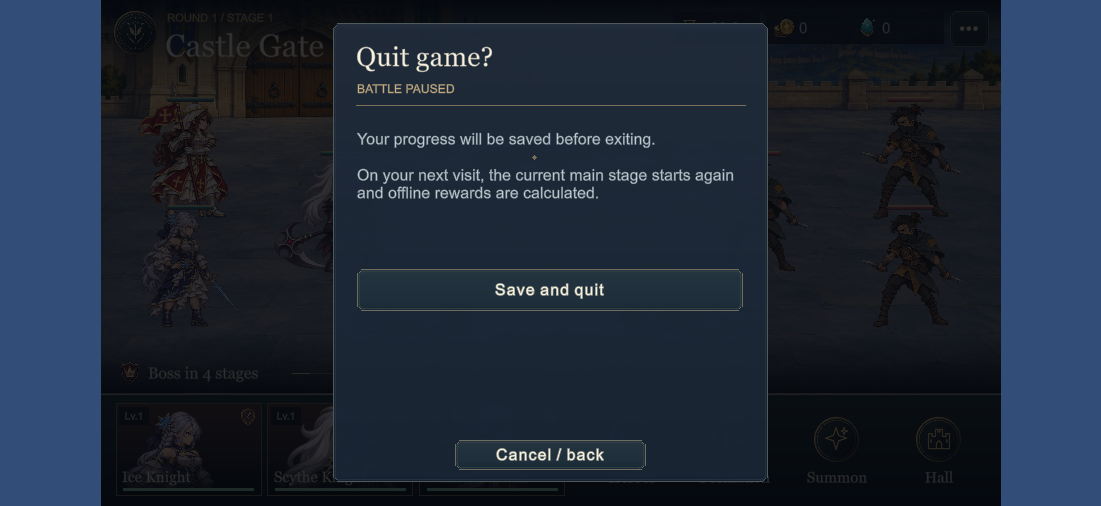 ROUND 1 / STAGE 1
Castle Gate
0
0
Quit game?
BATTLE PAUSED
Your progress will be saved before exiting.
On your next visit, the current main stage starts again
and offline rewards are calculated.
Save and quit
Boss in 4 stages
Cancel / back
Lv.1
Lv.1
Ice Knight
Scythe
Summon
Hall